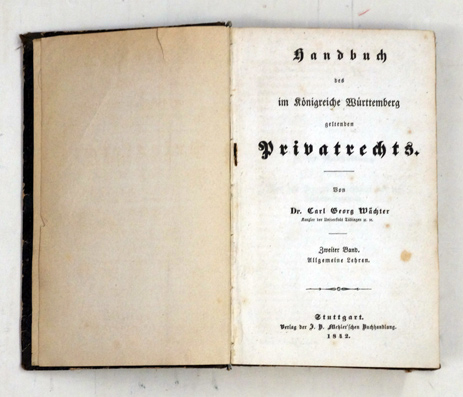 Handbuch
des
im Königreiche Württemberg
geltenden
Privatrechts.
Von
Dr. Carl Georg Wächter
Kanzler der Universität Tübingen u. w.
Zweiter Band.
Allgemeine Lehren.
Stuttgart.
Verlag der J. B. Metzler'schen Buchhandlung.
1842.